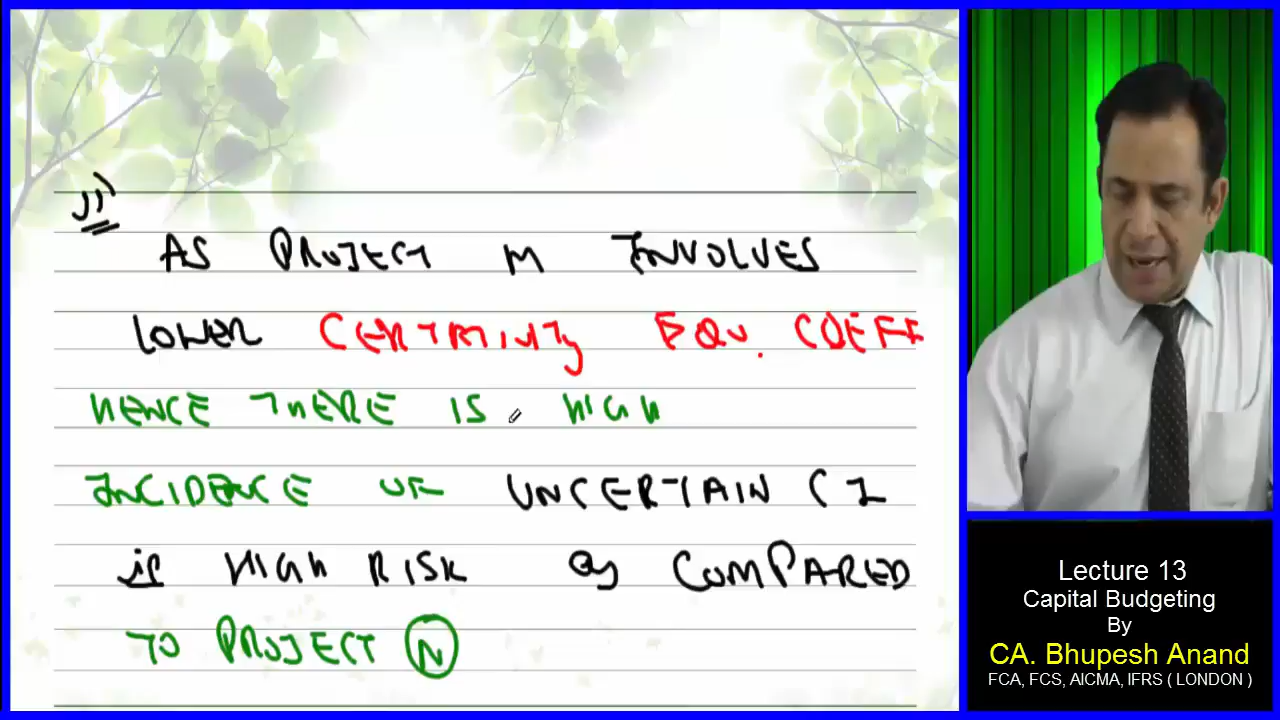 ii)
AS PROJECT M INVOLVES
LOWER CERTAINTY EQU. COEFF
HENCE THERE IS HIGH
INCIDENCE OF UNCERTAIN CI
ie HIGH RISK as COMPARED
TO PROJECT N
Lecture 13
Capital Budgeting
By
CA. Bhupesh Anand
FCA, FCS, AICMA, IFRS ( LONDON )